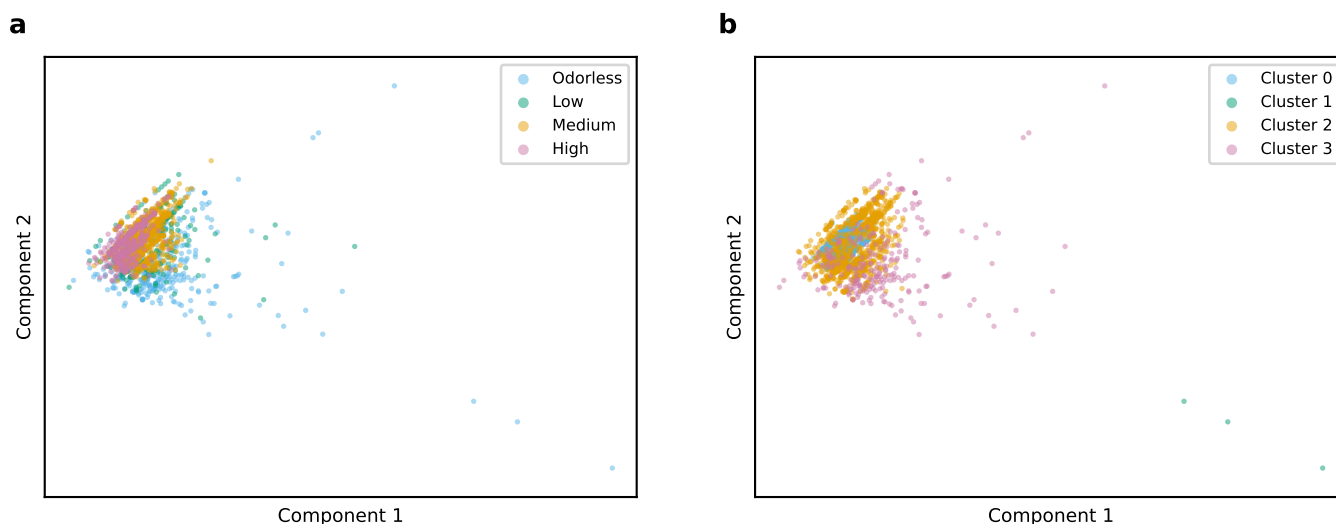 a
Odorless
Low
Medium
High
Component 2
Component 1
b
Cluster 0
Cluster 1
Cluster 2
Cluster 3
Component 2
Component 1